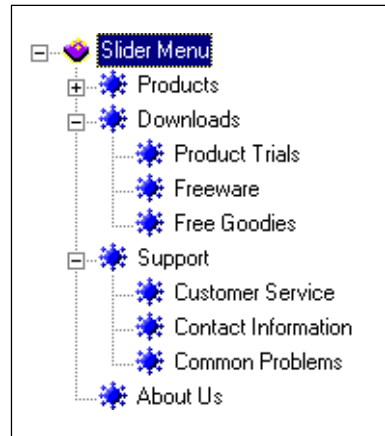 Slider Menu
Products
Downloads
Product Trials
Freeware
Free Goodies
Support
Customer Service
Contact Information
Common Problems
About Us